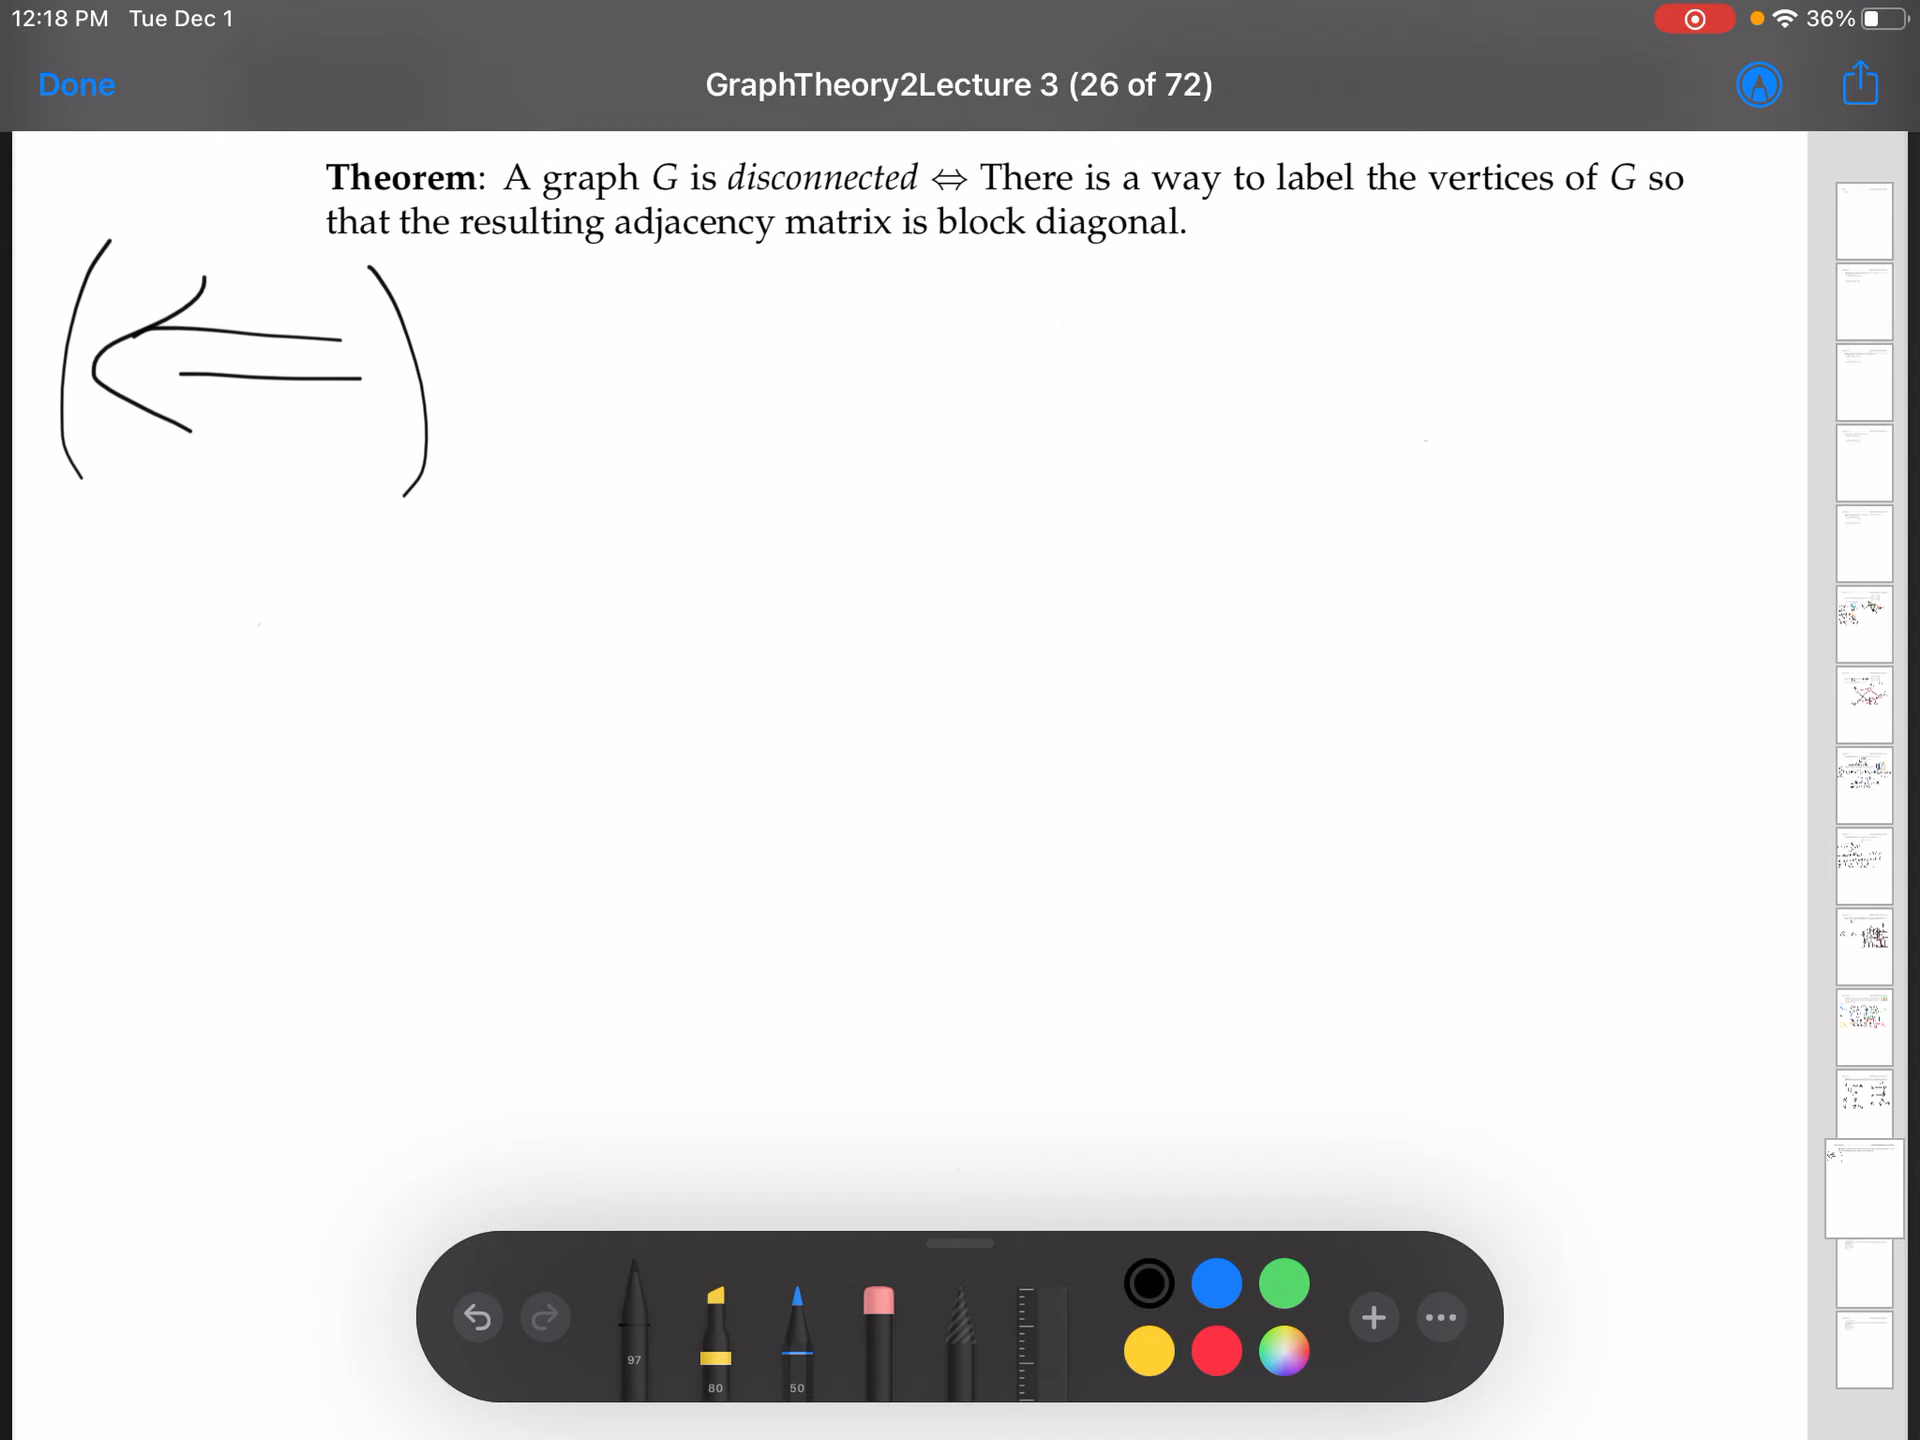 12:18 PM Tue Dec 1
36%
Done
GraphTheory2Lecture 3 (26 of 72)
Theorem: A graph G is disconnected ⇔ There is a way to label the vertices of G so
that the resulting adjacency matrix is block diagonal.
(⇐)
97
80
50